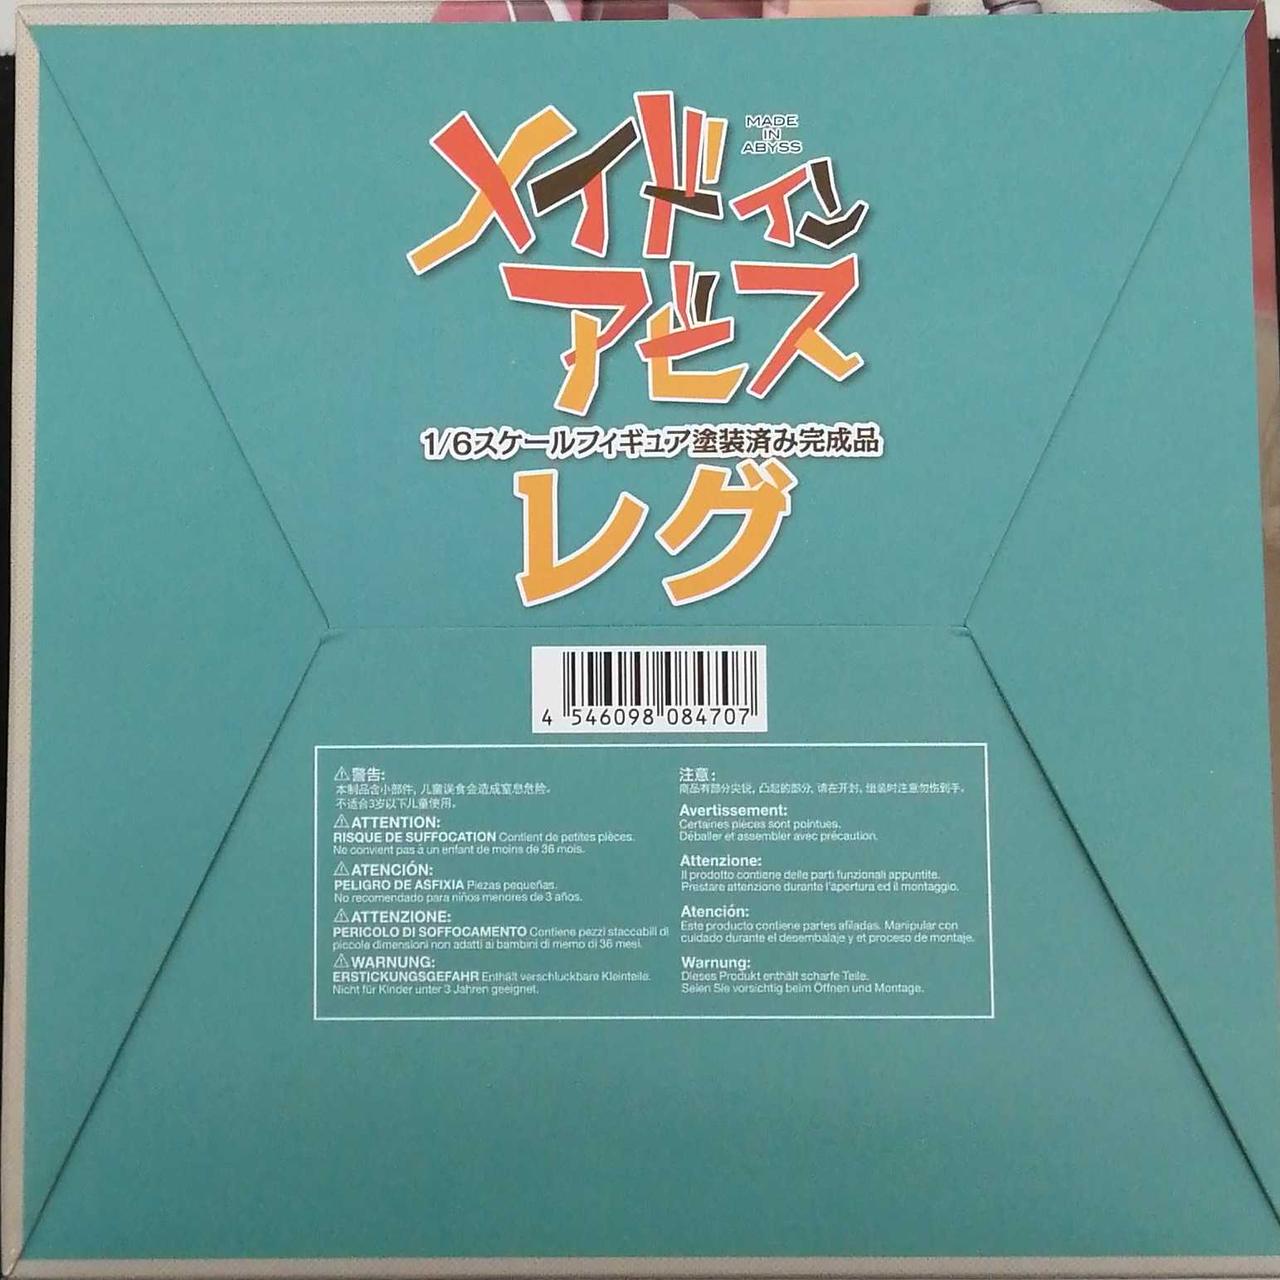 メイドイン
MADE
IN
ABYSS
アビス
1/6スケールフィギュア塗装済み完成品
レグ
4 546098 084707
⚠警告:
本制品含小部件, 儿童误食会造成窒息危险。
不适合3岁以下儿童使用。
⚠ATTENTION:
RISQUE DE SUFFOCATION Contient de petites pièces.
Ne convient pas à un enfant de moins de 36 mois.
⚠ATENCIÓN:
PELIGRO DE ASFIXIA Piezas pequeñas.
No recomendado para niños menores de 3 años.
⚠ATTENZIONE:
PERICOLO DI SOFFOCAMENTO Contiene pezzi staccabili di
piccole dimensioni non adatti ai bambini di memo di 36 mesi.
⚠WARNUNG:
ERSTICKUNGSGEFAHR Enthält verschluckbare Kleinteile.
Nicht für Kinder unter 3 Jahren geeignet.
注意:
商品有部分尖锐, 凸起的部分, 请在开封, 组装时注意勿伤到手。
Avertissement:
Certaines pièces sont pointues.
Déballer et assembler avec précaution.
Attenzione:
Il prodotto contiene delle parti funzionali appuntite.
Prestare attenzione durante l'apertura ed il montaggio.
Atención:
Este producto contiene partes afiladas. Manipular con
cuidado durante el desembalaje y et proceso de montaje.
Warnung:
Dieses Produkt enthält scharfe Teile.
Seien Sie vorsichtig beim Öffnen und Montage.